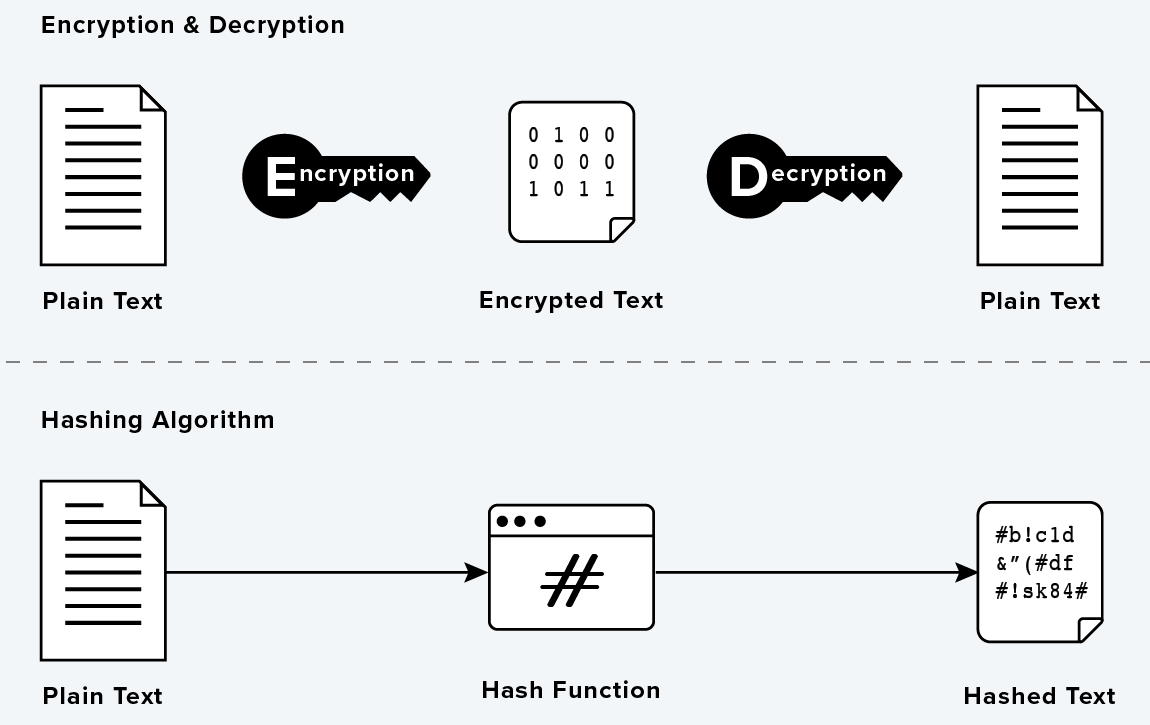 Encryption & Decryption
Encryption
0 1 0 0
0 0 0 0
1 0 1 1
Decryption
Plain Text
Encrypted Text
Plain Text
Hashing Algorithm
#
#b!c1d
&”(#df
#!sk84#
Plain Text
Hash Function
Hashed Text